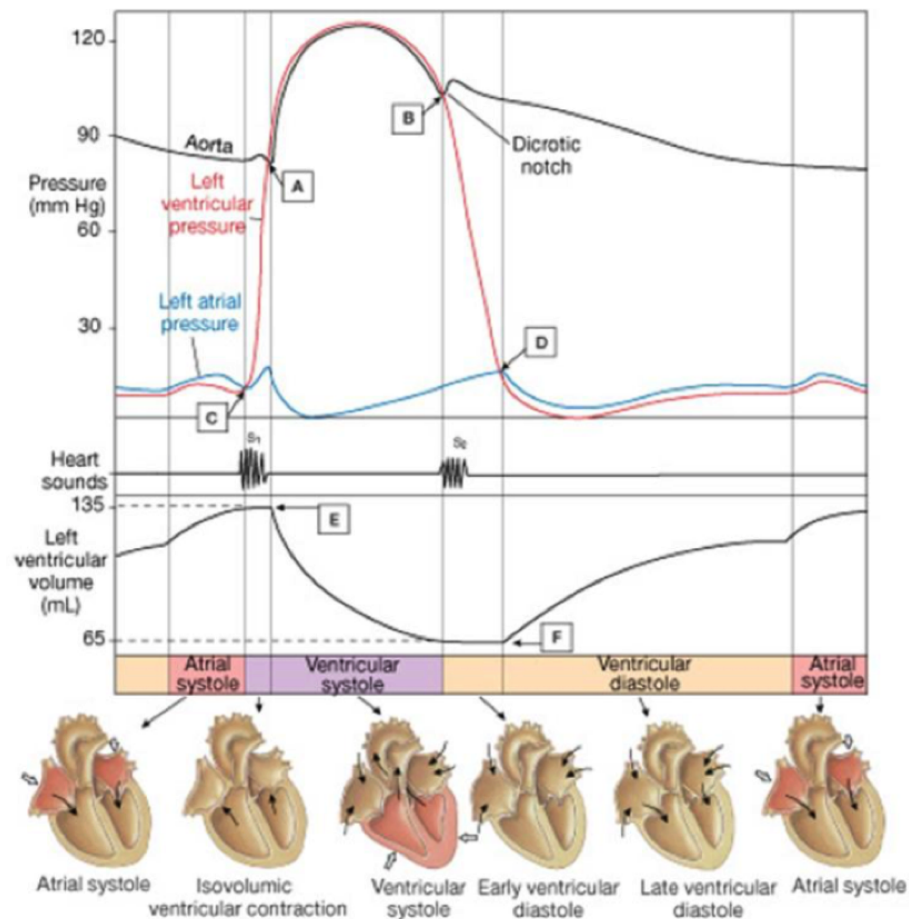 120
90
Aorta
A
B
Dicrotic
notch
Pressure
(mm Hg)
Left
ventricular
pressure
60
Left atrial
pressure
30
D
C
Heart
sounds
S1
S2
135
E
Left
ventricular
volume
(mL)
65
F
Atrial
systole
Ventricular
systole
Ventricular
diastole
Atrial
systole
Atrial systole
Isovolumic
ventricular contraction
Ventricular
systole
Early ventricular
diastole
Late ventricular
diastole
Atrial systole